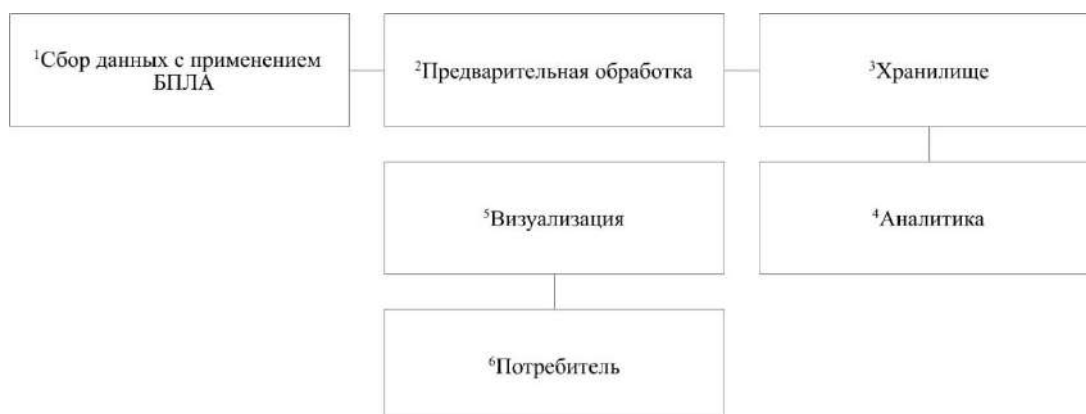 ¹Сбор данных с применением
БПЛА
²Предварительная обработка
³Хранилище
⁵Визуализация
⁴Аналитика
⁶Потребитель